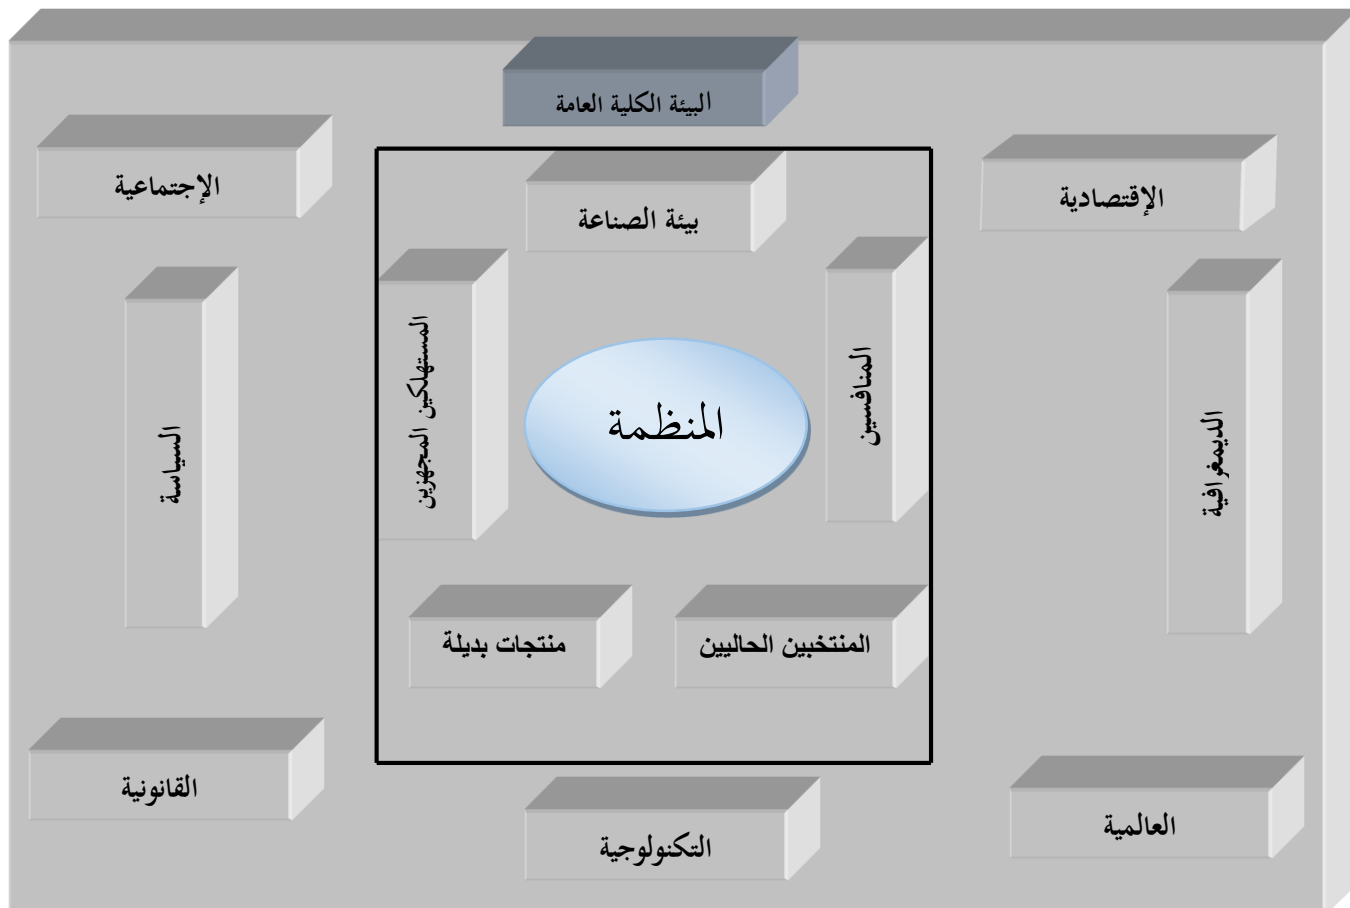 البيئة الكلية العامة
الإقتصادية
الإجتماعية
بيئة الصناعة
المنافسين
المستهلكين المجهزين
المنظمة
الديمغرافية
السياسة
المنتخبين الحاليين
منتجات بديلة
العالمية
التكنولوجية
القانونية